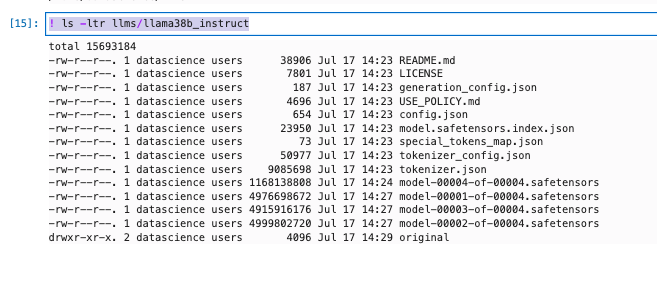 [15]: ! ls -ltr llms/llama38b_instruct
total 15693184
-rw-r--r--. 1 datascience users      38906 Jul 17 14:23 README.md
-rw-r--r--. 1 datascience users       7801 Jul 17 14:23 LICENSE
-rw-r--r--. 1 datascience users        187 Jul 17 14:23 generation_config.json
-rw-r--r--. 1 datascience users       4696 Jul 17 14:23 USE_POLICY.md
-rw-r--r--. 1 datascience users        654 Jul 17 14:23 config.json
-rw-r--r--. 1 datascience users      23950 Jul 17 14:23 model.safetensors.index.json
-rw-r--r--. 1 datascience users         73 Jul 17 14:23 special_tokens_map.json
-rw-r--r--. 1 datascience users      50977 Jul 17 14:23 tokenizer_config.json
-rw-r--r--. 1 datascience users    9085698 Jul 17 14:23 tokenizer.json
-rw-r--r--. 1 datascience users 1168138808 Jul 17 14:24 model-00004-of-00004.safetensors
-rw-r--r--. 1 datascience users 4976698672 Jul 17 14:27 model-00001-of-00004.safetensors
-rw-r--r--. 1 datascience users 4915916176 Jul 17 14:27 model-00003-of-00004.safetensors
-rw-r--r--. 1 datascience users 4999802720 Jul 17 14:27 model-00002-of-00004.safetensors
drwxr-xr-x. 2 datascience users       4096 Jul 17 14:29 original